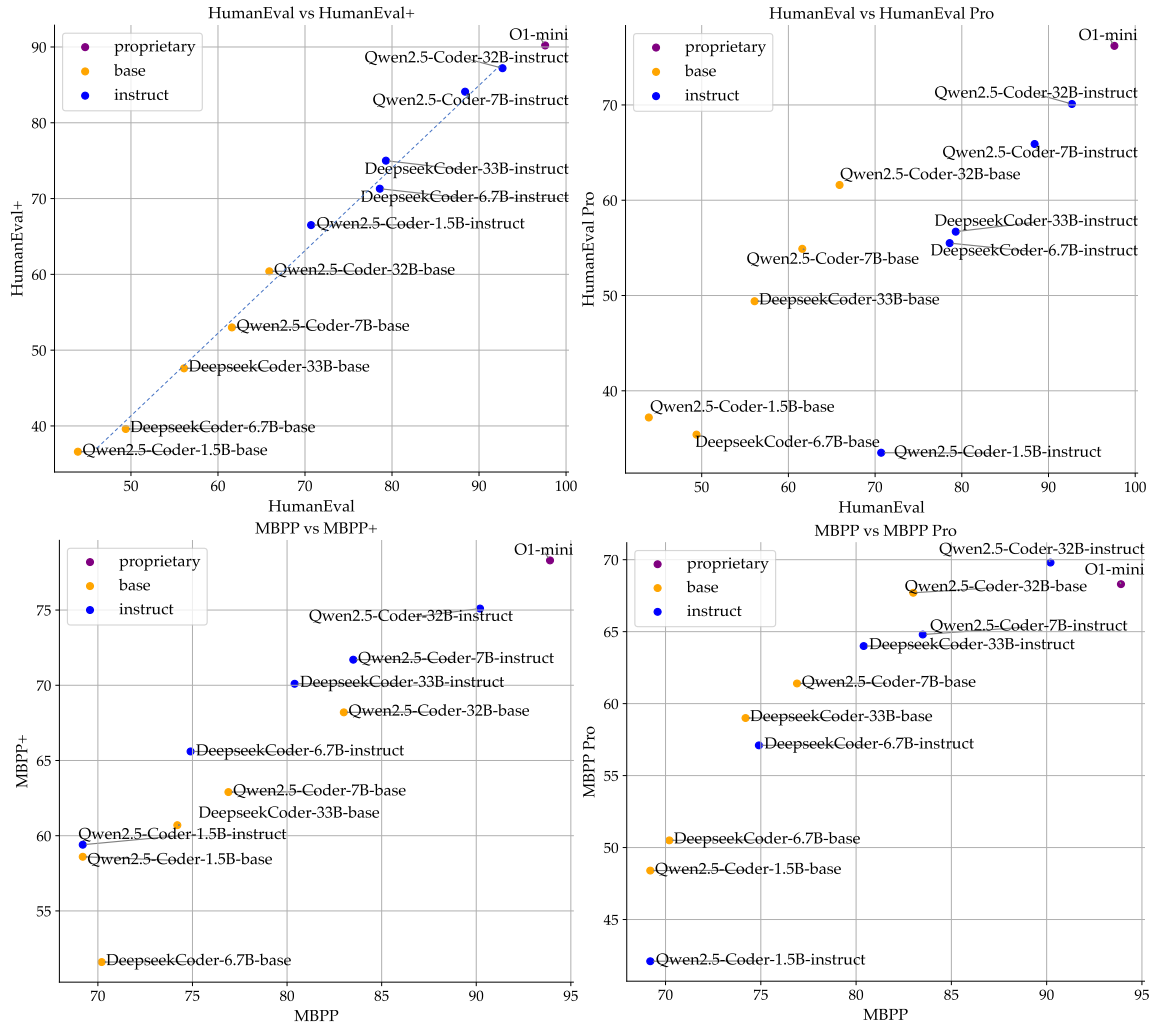 HumanEval vs HumanEval+
proprietary
base
instruct
O1-mini
Qwen2.5-Coder-32B-instruct
Qwen2.5-Coder-7B-instruct
DeepseekCoder-33B-instruct
DeepseekCoder-6.7B-instruct
Qwen2.5-Coder-1.5B-instruct
Qwen2.5-Coder-32B-base
Qwen2.5-Coder-7B-base
DeepseekCoder-33B-base
DeepseekCoder-6.7B-base
Qwen2.5-Coder-1.5B-base
90
80
70
60
50
40
HumanEval+
50 60 70 80 90 100
HumanEval
HumanEval vs HumanEval Pro
proprietary
base
instruct
O1-mini
Qwen2.5-Coder-32B-instruct
Qwen2.5-Coder-7B-instruct
Qwen2.5-Coder-32B-base
DeepseekCoder-33B-instruct
DeepseekCoder-6.7B-instruct
Qwen2.5-Coder-7B-base
DeepseekCoder-33B-base
Qwen2.5-Coder-1.5B-base
DeepseekCoder-6.7B-base
Qwen2.5-Coder-1.5B-instruct
70
60
50
40
HumanEval Pro
50 60 70 80 90 100
HumanEval
MBPP vs MBPP+
proprietary
base
instruct
O1-mini
Qwen2.5-Coder-32B-instruct
Qwen2.5-Coder-7B-instruct
DeepseekCoder-33B-instruct
Qwen2.5-Coder-32B-base
DeepseekCoder-6.7B-instruct
Qwen2.5-Coder-7B-base
DeepseekCoder-33B-base
Qwen2.5-Coder-1.5B-instruct
Qwen2.5-Coder-1.5B-base
DeepseekCoder-6.7B-base
75
70
65
60
55
MBPP+
70 75 80 85 90 95
MBPP
MBPP vs MBPP Pro
proprietary
base
instruct
Qwen2.5-Coder-32B-instruct
O1-mini
Qwen2.5-Coder-32B-base
Qwen2.5-Coder-7B-instruct
DeepseekCoder-33B-instruct
Qwen2.5-Coder-7B-base
DeepseekCoder-33B-base
DeepseekCoder-6.7B-instruct
DeepseekCoder-6.7B-base
Qwen2.5-Coder-1.5B-base
Qwen2.5-Coder-1.5B-instruct
70
65
60
55
50
45
MBPP Pro
70 75 80 85 90 95
MBPP